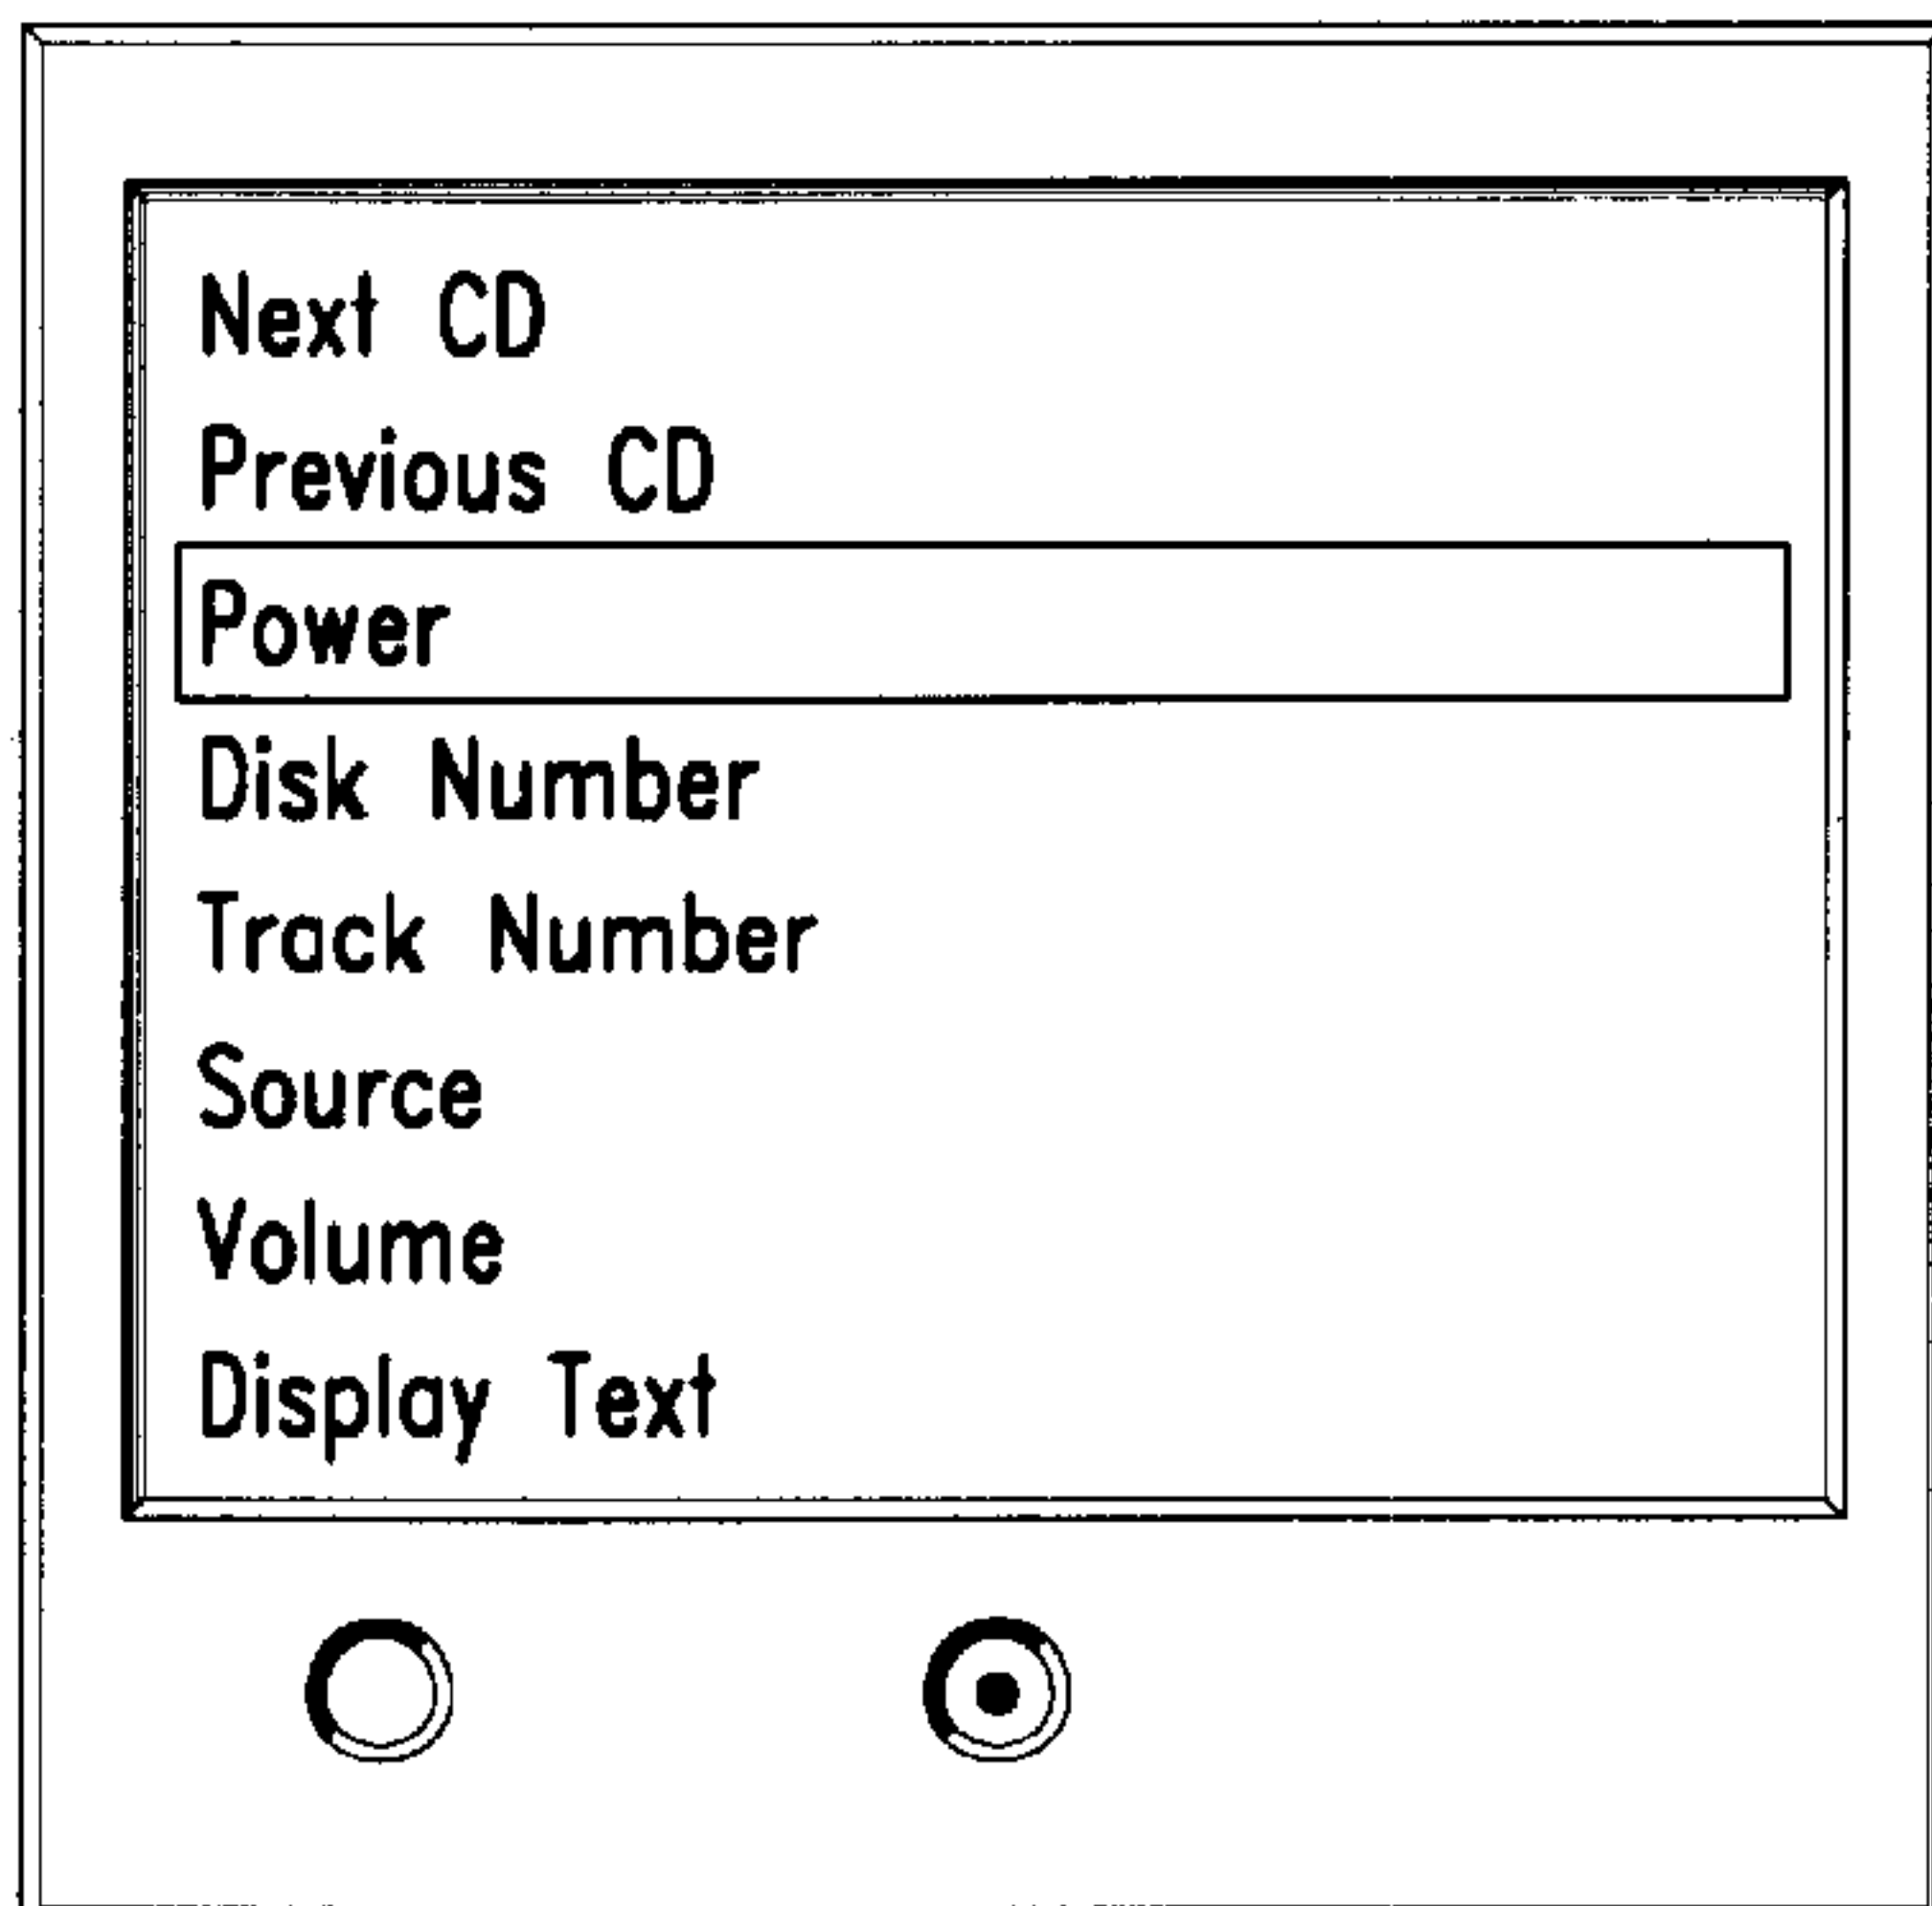 Next CD
Previous CD
Power
Disk Number
Track Number
Source
Volume
Display Text